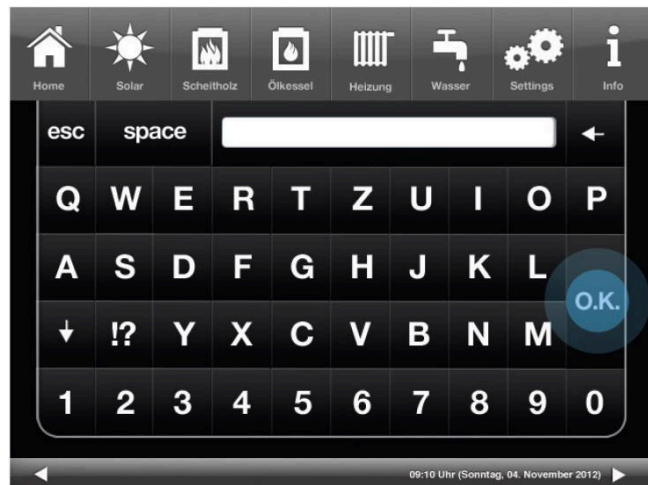 Home Solar Scheitholz Ölkessel Heizung Wasser Settings Info
esc space
Q W E R T Z U I O P
A S D F G H J K L
O.K.
!? Y X C V B N M
1 2 3 4 5 6 7 8 9 0
09:10 Uhr (Sonntag, 04. November 2012)